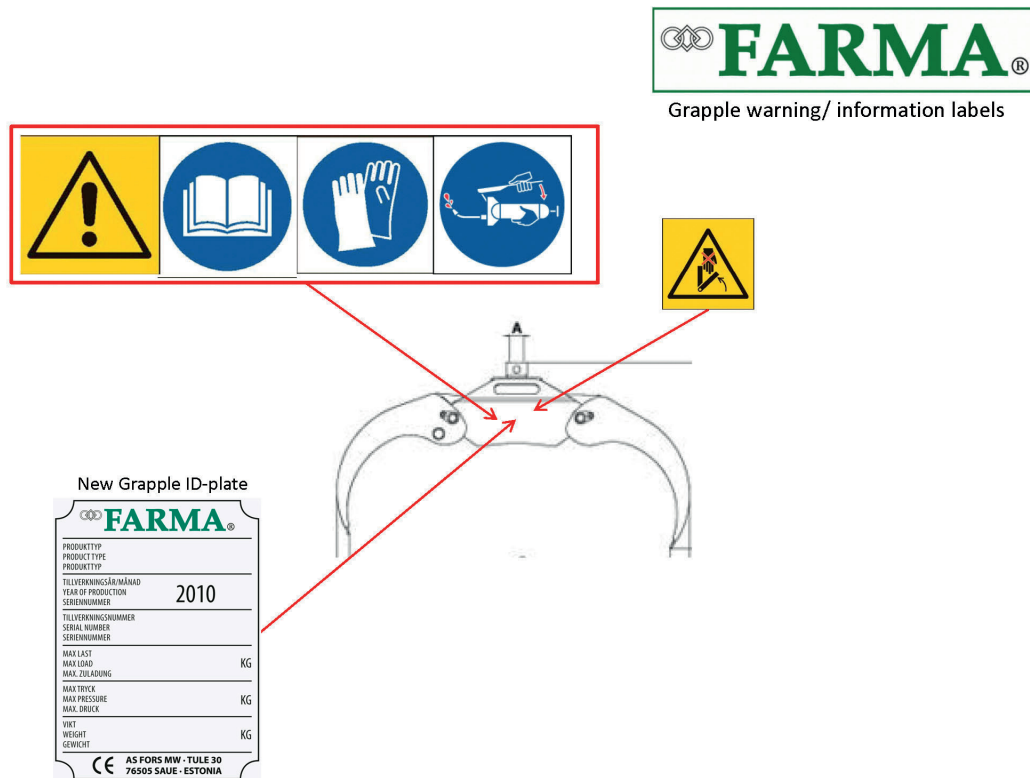 FARMA®
Grapple warning/ information labels
A
New Grapple ID-plate
FARMA®
PRODUKTTYP
PRODUCT TYPE
PRODUKTTYP
TILLVERKNINGSÅR/MÅNAD
YEAR OF PRODUCTION
SERIENNUMMER
2010
TILLVERKNINGSNUMMER
SERIAL NUMBER
SERIENNUMMER
MAX LAST
MAX LOAD
MAX. ZULADUNG
KG
MAX TRYCK
MAX PRESSURE
MAX. DRUCK
KG
VIKT
WEIGHT
GEWICHT
KG
CE AS FORS MW · TULE 30
76505 SAUE · ESTONIA